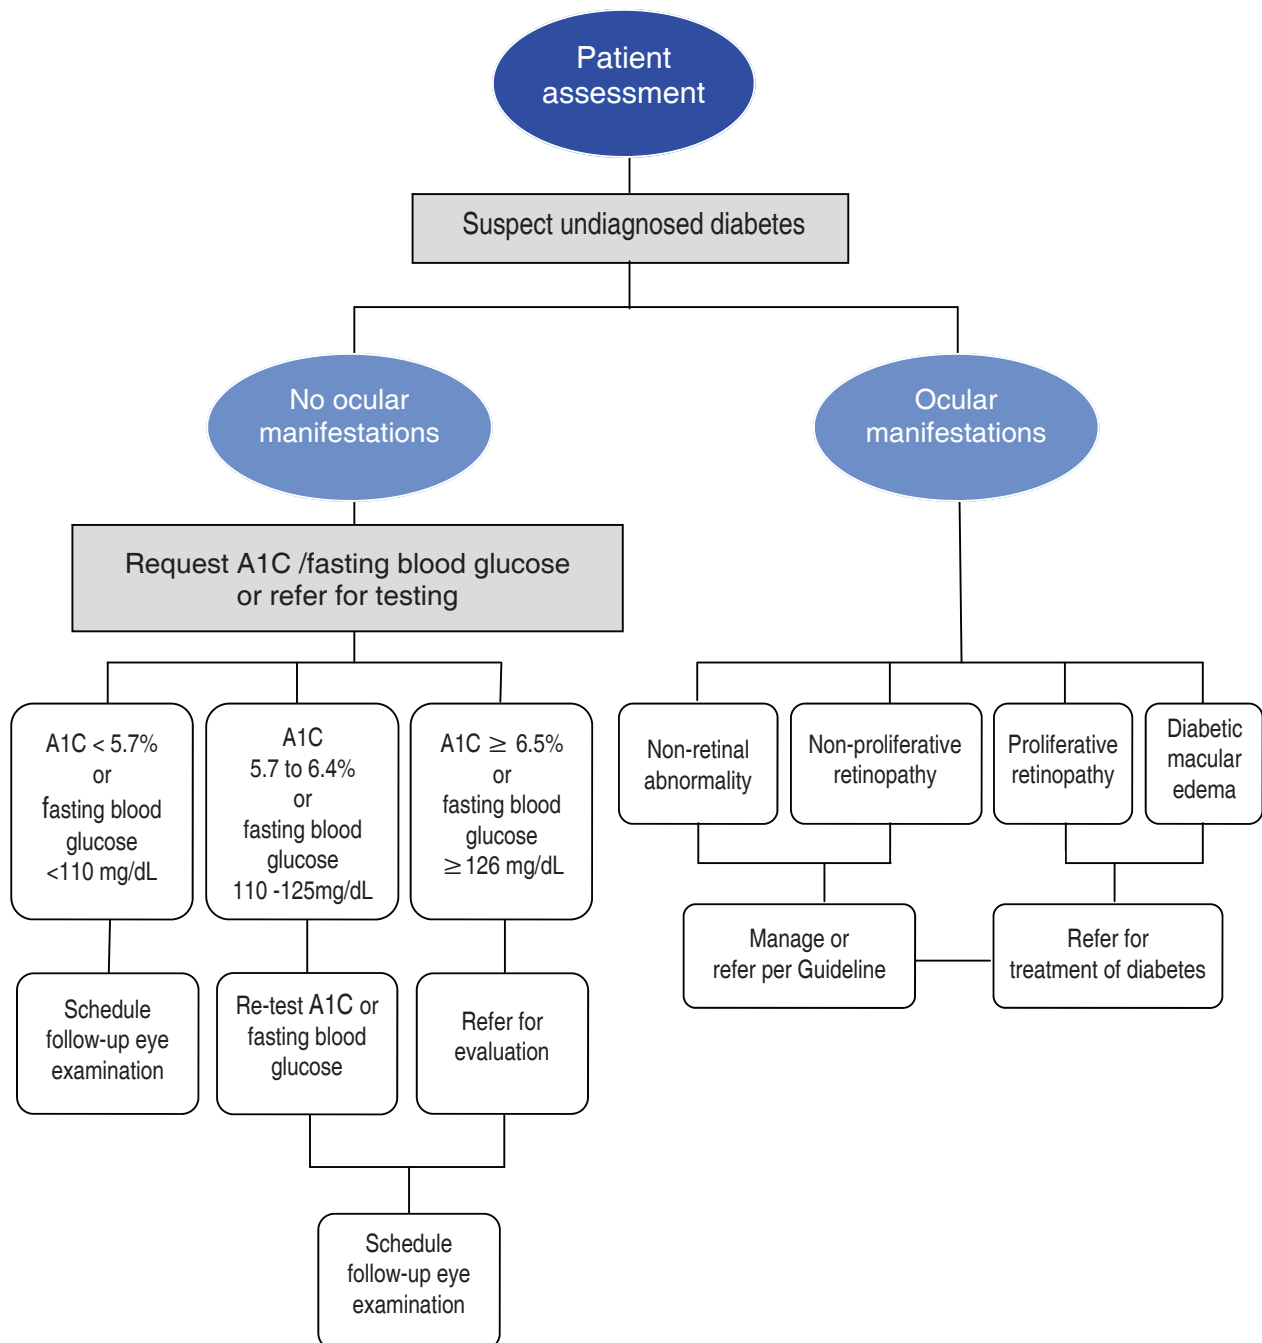 Patient
assessment
Suspect undiagnosed diabetes
No ocular
manifestations
Ocular
manifestations
Request A1C /fasting blood glucose
or refer for testing
A1C < 5.7%
or
fasting blood
glucose
<110 mg/dL
A1C
5.7 to 6.4%
or
fasting blood
glucose
110 -125mg/dL
A1C ≥ 6.5%
or
fasting blood
glucose
≥ 126 mg/dL
Non-retinal
abnormality
Non-proliferative
retinopathy
Proliferative
retinopathy
Diabetic
macular
edema
Manage or
refer per Guideline
Refer for
treatment of diabetes
Schedule
follow-up eye
examination
Re-test A1C or
fasting blood
glucose
Refer for
evaluation
Schedule
follow-up eye
examination